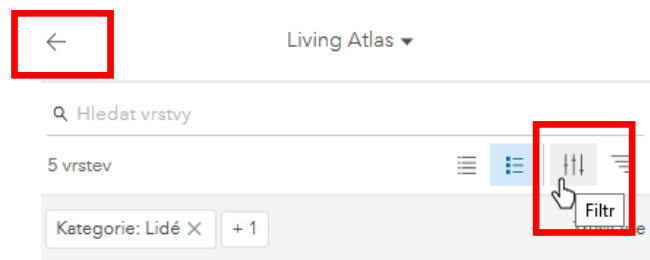 Living Atlas
Hledat vrstvy
5 vrstev
Filtr
Kategorie: Lidé × + 1